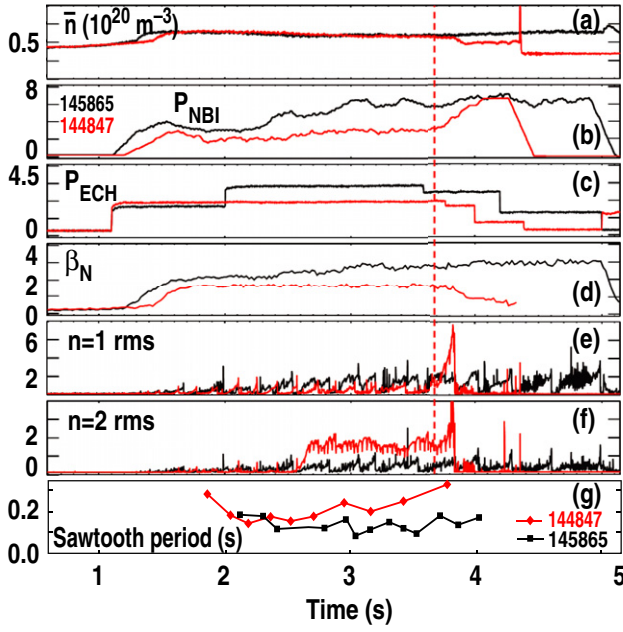 n̄ (10²⁰ m⁻³)
(a)
0.5
8
145865
144847
P_NBI
(b)
0
4.5
P_ECH
(c)
0
4
β_N
2
(d)
0
n=1 rms
(e)
6
2
n=2 rms
(f)
2
0
(g)
0.2
144847
145865
0.0
Sawtooth period (s)
1 2 3 4 5
Time (s)